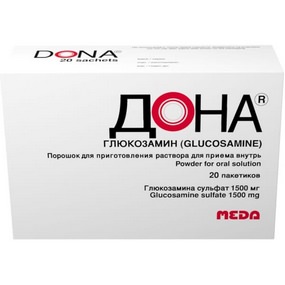 DONA®
20 sachets
ДОНА®
ГЛЮКОЗАМИН (GLUCOSAMINE)
Порошок для приготовления раствора для приема внутрь
Powder for oral solution
20 пакетиков
Глюкозамина сульфат 1500 мг
Glucosamine sulfate 1500 mg
MEDA